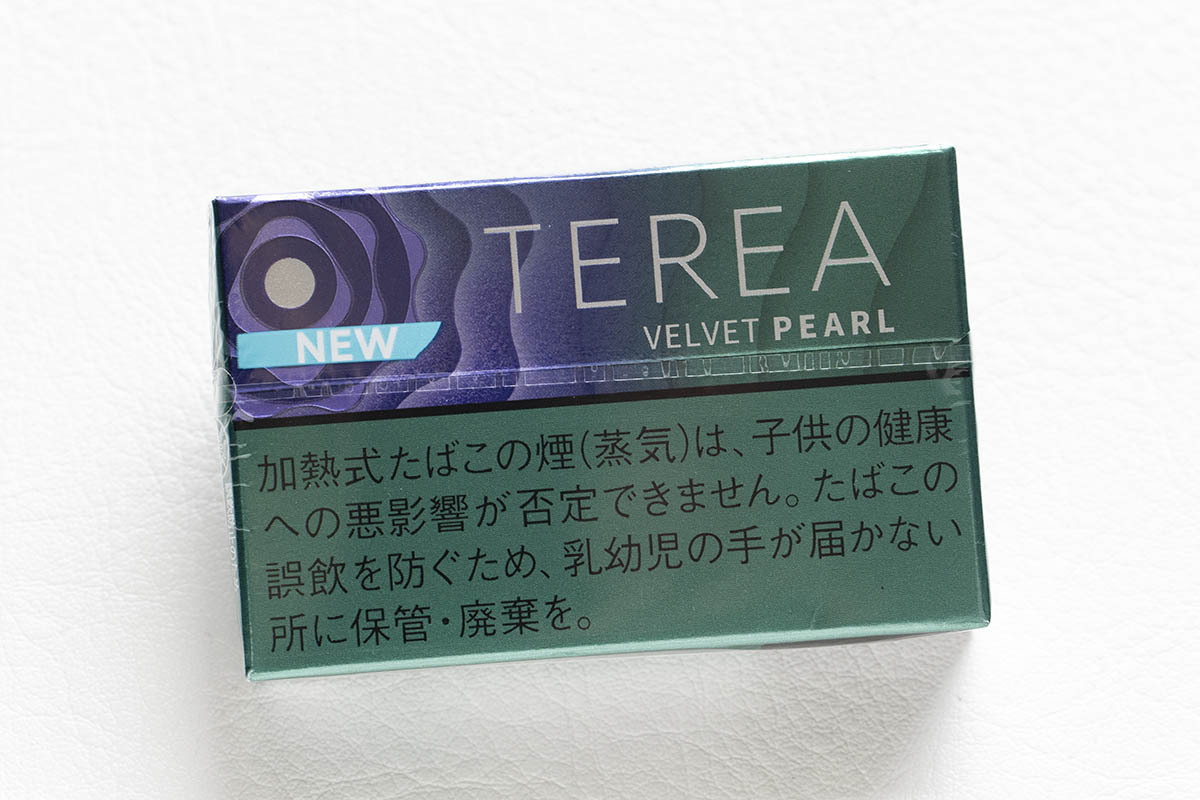 TEREA
VELVET PEARL
NEW
加熱式たばこの煙(蒸気)は、子供の健康
への悪影響が否定できません。たばこの
誤飲を防ぐため、乳幼児の手が届かない
所に保管・廃棄を。